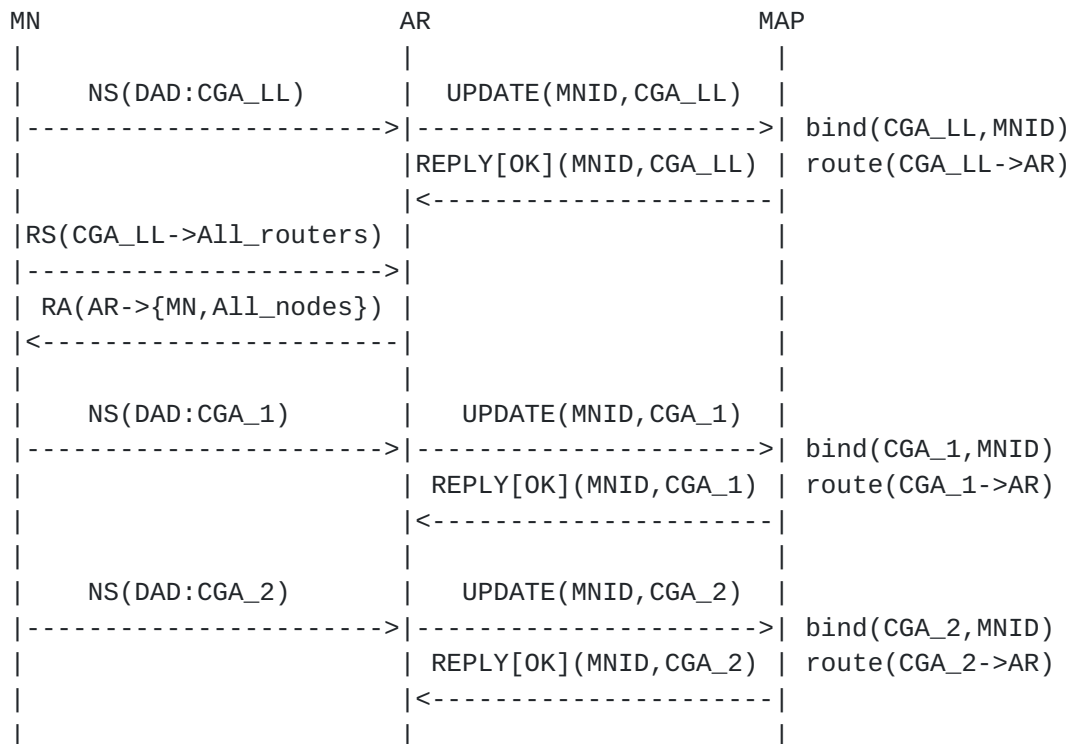 MN                      AR                     MAP
|                       |                      |
|    NS(DAD:CGA_LL)     |  UPDATE(MNID,CGA_LL) |
|---------------------->|--------------------->| bind(CGA_LL,MNID)
|                       |REPLY[OK](MNID,CGA_LL)| route(CGA_LL->AR)
|                       |<---------------------|
|RS(CGA_LL->All_routers)|                      |
|---------------------->|                      |
| RA(AR->{MN,All_nodes})|                      |
|<----------------------|                      |
|                       |                      |
|    NS(DAD:CGA_1)      |   UPDATE(MNID,CGA_1) |
|---------------------->|--------------------->| bind(CGA_1,MNID)
|                       | REPLY[OK](MNID,CGA_1)| route(CGA_1->AR)
|                       |<---------------------|
|                       |                      |
|    NS(DAD:CGA_2)      |   UPDATE(MNID,CGA_2) |
|---------------------->|--------------------->| bind(CGA_2,MNID)
|                       | REPLY[OK](MNID,CGA_2)| route(CGA_2->AR)
|                       |<---------------------|
|                       |                      |